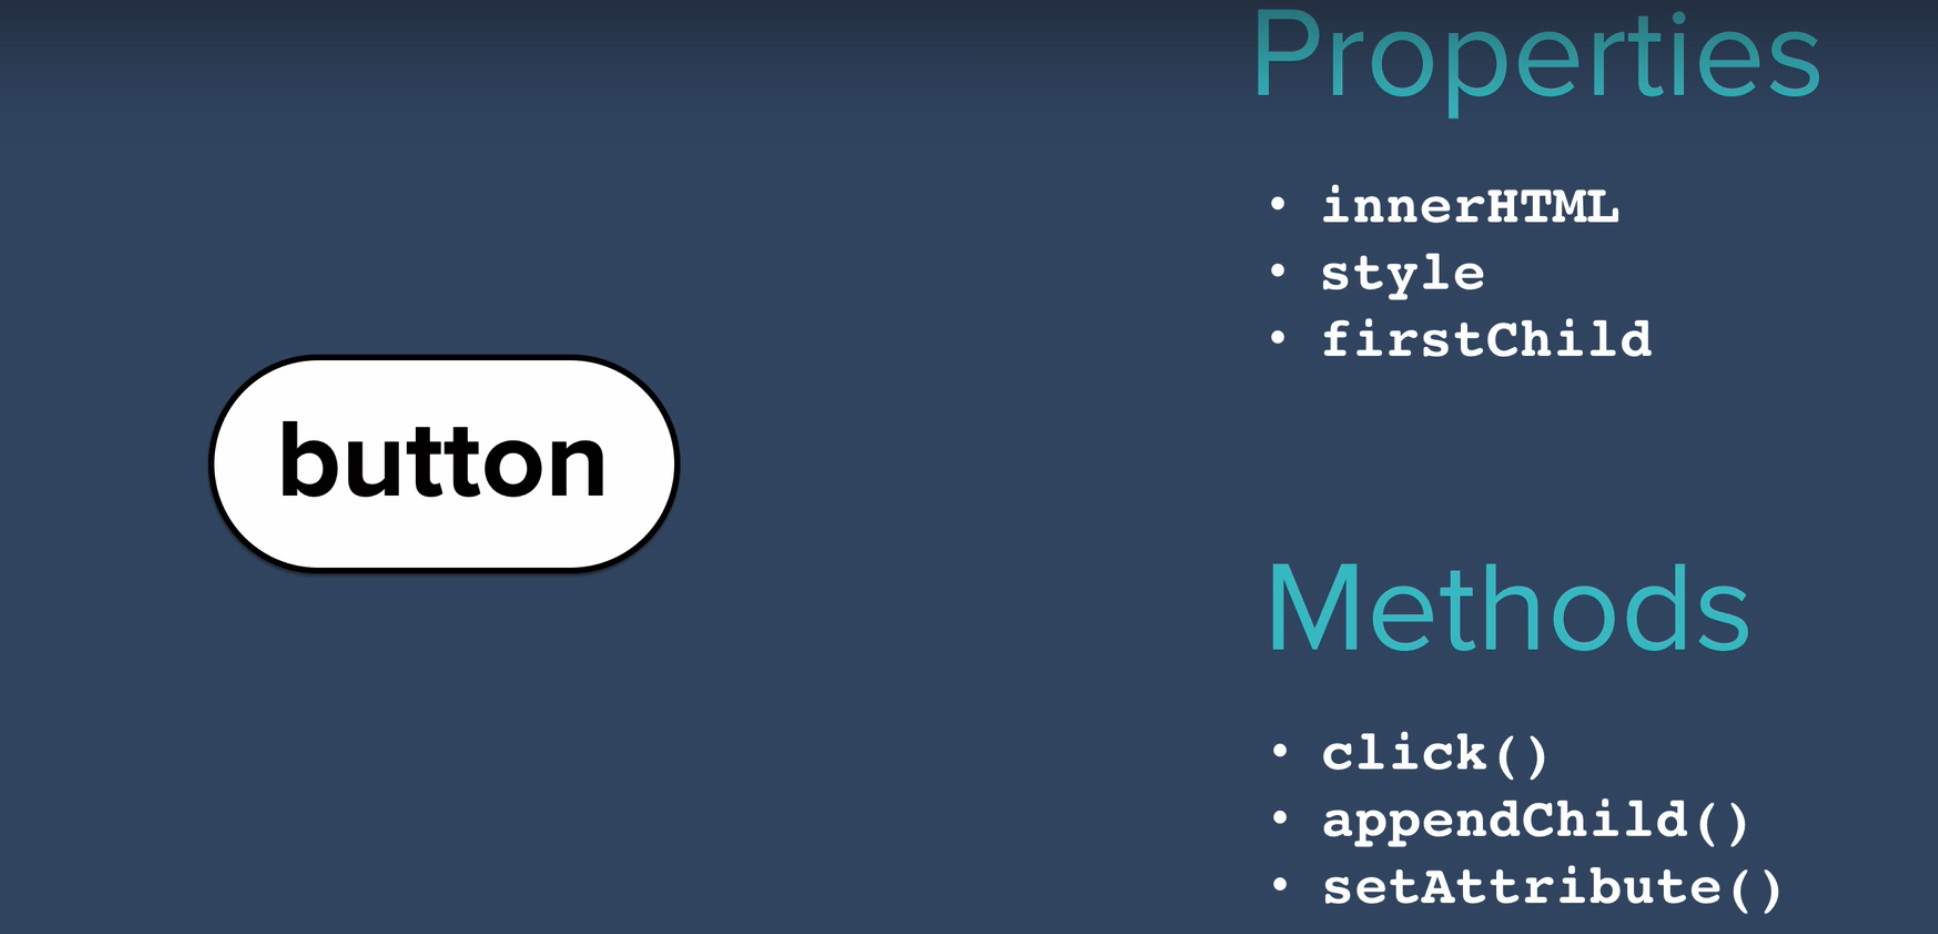 button
Properties
• innerHTML
• style
• firstChild
Methods
• click()
• appendChild()
• setAttribute()